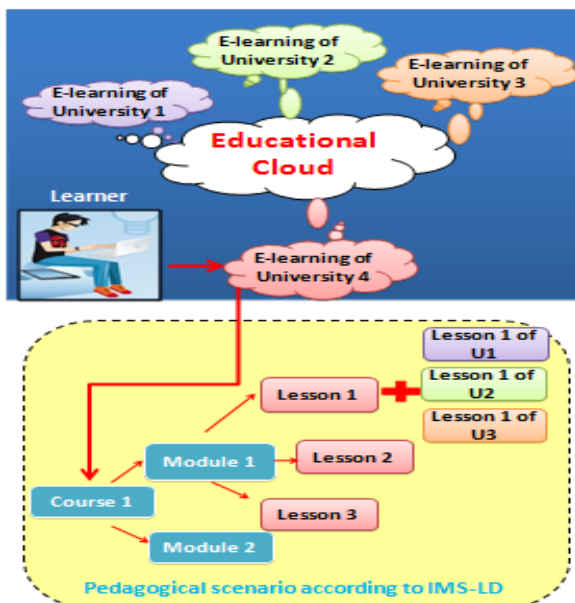 E-learning of
University 2
E-learning of
University 3
E-learning of
University 1
Educational
Cloud
Learner
E-learning of
University 4
Lesson 1 of
U1
Lesson 1
Lesson 1 of
U2
Lesson 1 of
U3
Module 1
Lesson 2
Course 1
Lesson 3
Module 2
Pedagogical scenario according to IMS-LD